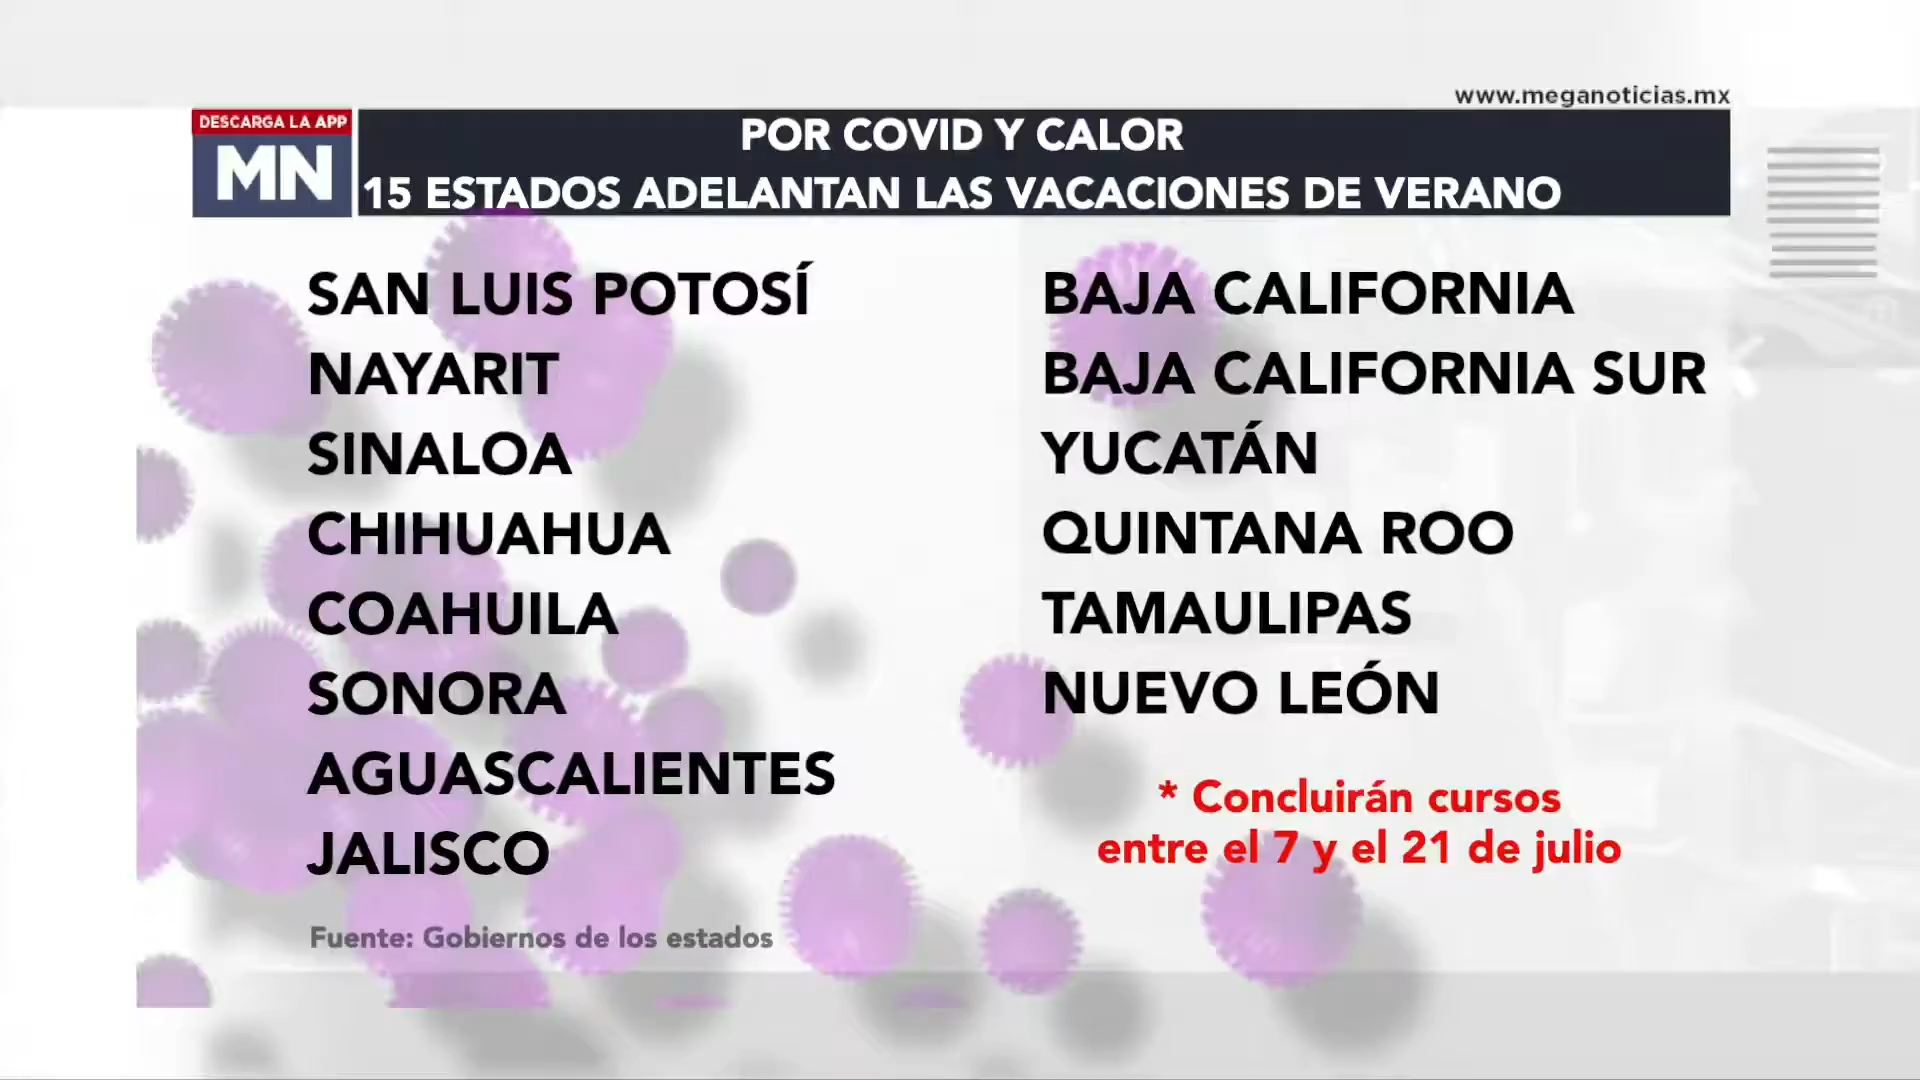 www.meganoticias.mx
DESCARGA LA APP
MN
POR COVID Y CALOR
15 ESTADOS ADELANTAN LAS VACACIONES DE VERANO
SAN LUIS POTOSÍ
NAYARIT
SINALOA
CHIHUAHUA
COAHUILA
SONORA
AGUASCALIENTES
JALISCO
BAJA CALIFORNIA
BAJA CALIFORNIA SUR
YUCATÁN
QUINTANA ROO
TAMAULIPAS
NUEVO LEÓN
* Concluirán cursos
entre el 7 y el 21 de julio
Fuente: Gobiernos de los estados